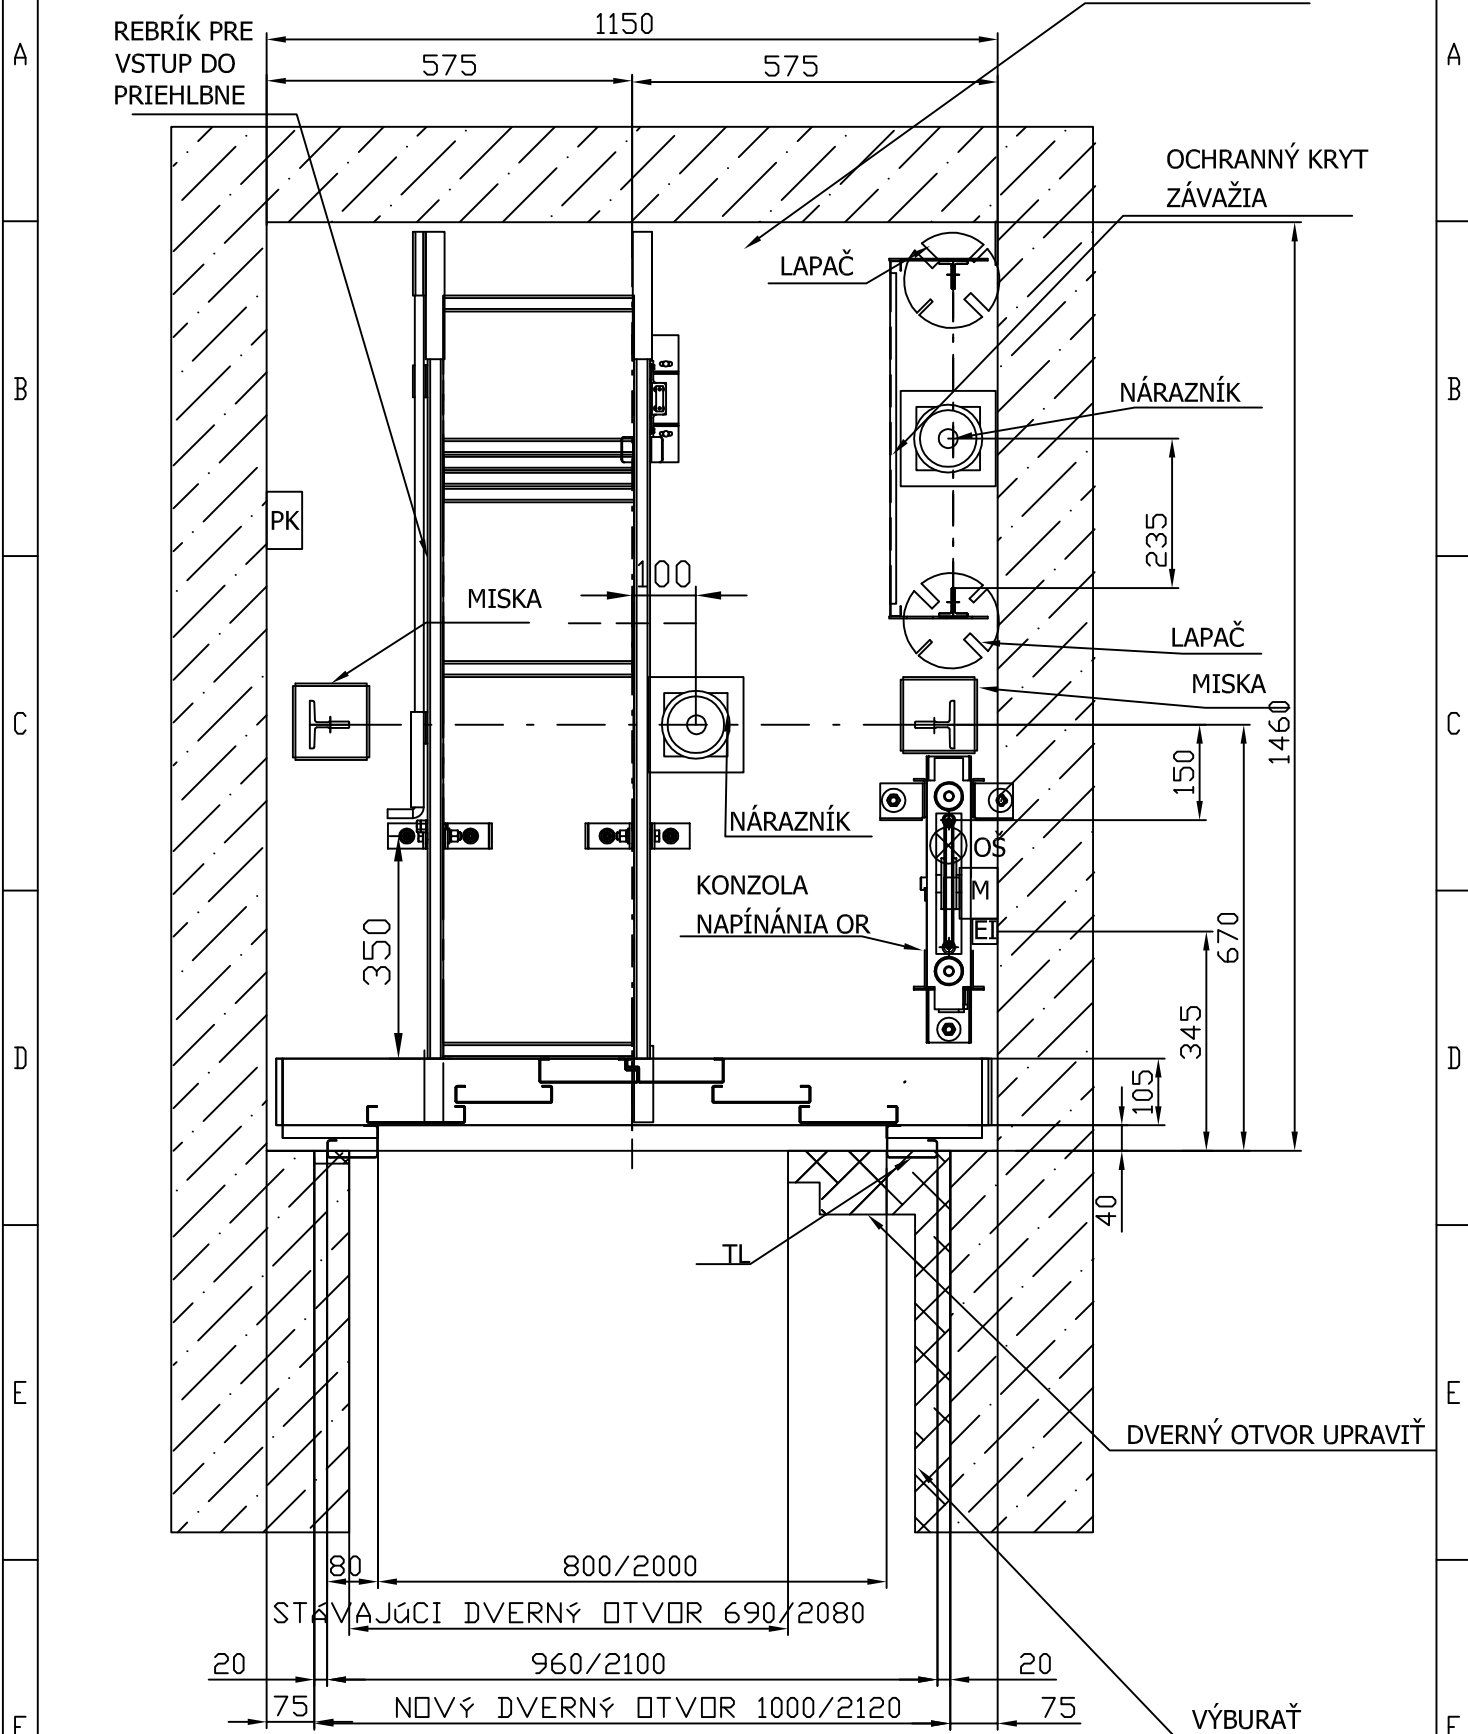 REBRÍK PRE
VSTUP DO
PRIEHLBNE
1150
575
575
A
A
OCHRANNÝ KRYT
ZÁVAŽIA
LAPAČ
B
B
NÁRAZNÍK
PK
235
100
MISKA
LAPAČ
MISKA
C
C
1460
150
NÁRAZNÍK
OŠ
KONZOLA
NAPÍNÁNIA OR
M
EI
350
670
345
D
D
105
40
TL
E
E
DVERNÝ OTVOR UPRAVIŤ
80
800/2000
STÁVAJúCI DVERNÝ OTVOR 690/2080
20
960/2100
20
75
NOVÝ DVERNÝ OTVOR 1000/2120
75
VÝBURAŤ
F
F